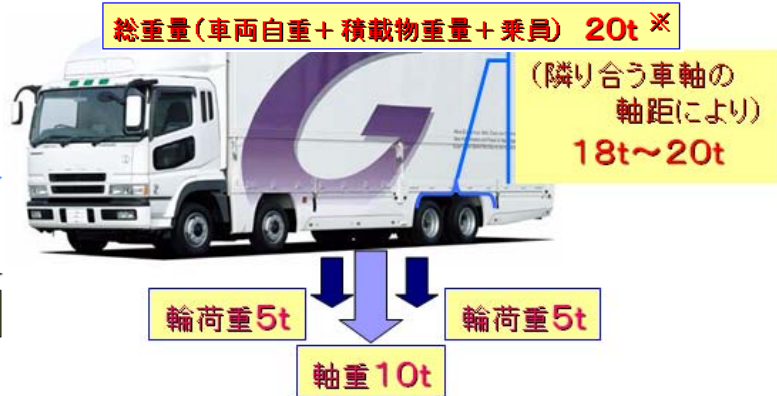 総重量(車両自重+積載物重量+乗員) 20t ※
(隣り合う車軸の
軸距により)
18t～20t
輪荷重5t
輪荷重5t
軸重10t